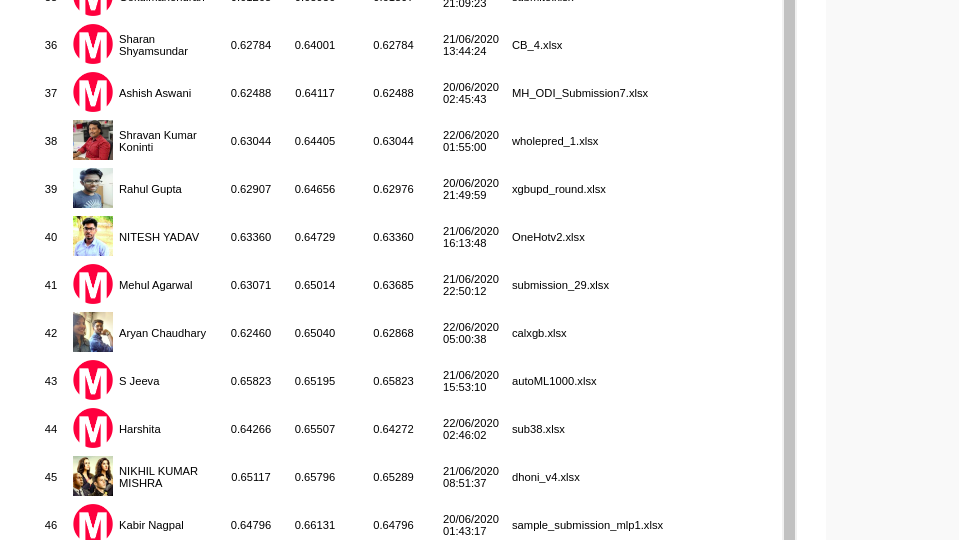 21:09:23
36 M Sharan Shyamsundar 0.62784 0.64001 0.62784 21/06/2020 13:44:24 CB_4.xlsx
37 M Ashish Aswani 0.62488 0.64117 0.62488 20/06/2020 02:45:43 MH_ODI_Submission7.xlsx
38 Shravan Kumar Koninti 0.63044 0.64405 0.63044 22/06/2020 01:55:00 wholepred_1.xlsx
39 Rahul Gupta 0.62907 0.64656 0.62976 20/06/2020 21:49:59 xgbupd_round.xlsx
40 NITESH YADAV 0.63360 0.64729 0.63360 21/06/2020 16:13:48 OneHotv2.xlsx
41 M Mehul Agarwal 0.63071 0.65014 0.63685 21/06/2020 22:50:12 submission_29.xlsx
42 Aryan Chaudhary 0.62460 0.65040 0.62868 22/06/2020 05:00:38 calxgb.xlsx
43 M S Jeeva 0.65823 0.65195 0.65823 21/06/2020 15:53:10 autoML1000.xlsx
44 M Harshita 0.64266 0.65507 0.64272 22/06/2020 02:46:02 sub38.xlsx
45 NIKHIL KUMAR MISHRA 0.65117 0.65796 0.65289 21/06/2020 08:51:37 dhoni_v4.xlsx
46 M Kabir Nagpal 0.64796 0.66131 0.64796 20/06/2020 01:43:17 sample_submission_mlp1.xlsx